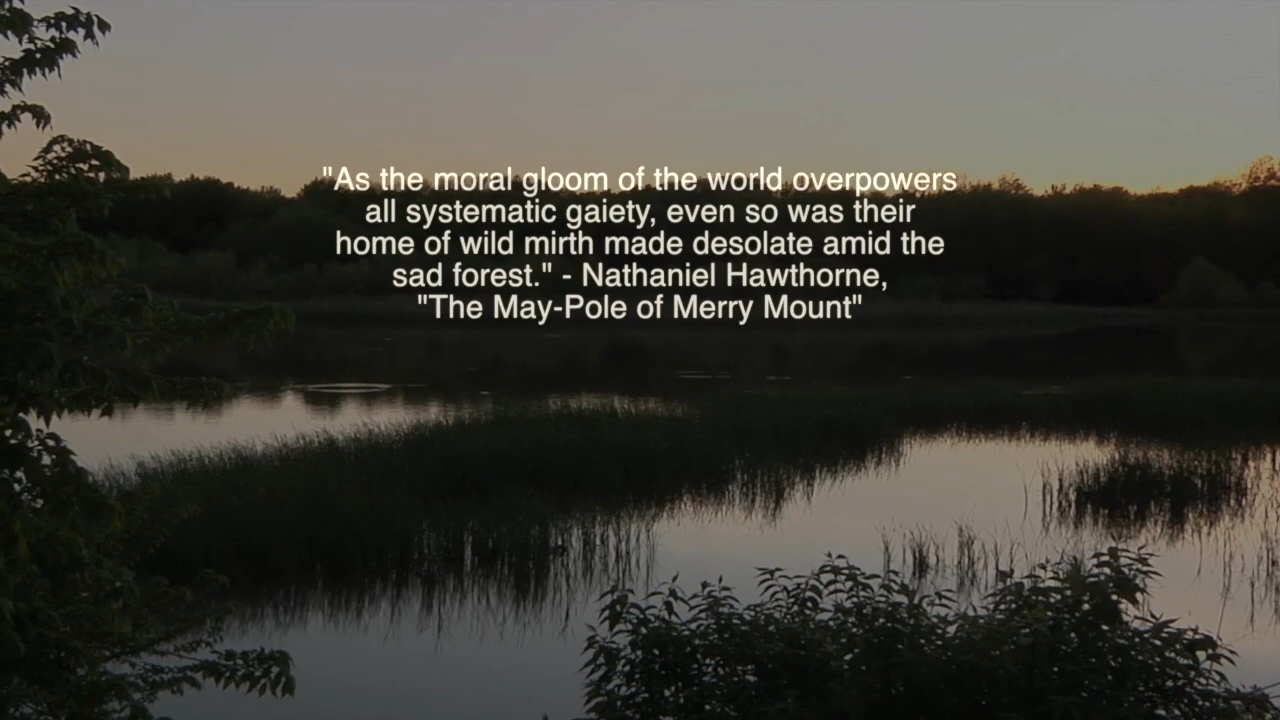 "As the moral gloom of the world overpowers
all systematic gaiety, even so was their
home of wild mirth made desolate amid the
sad forest." - Nathaniel Hawthorne,
"The May-Pole of Merry Mount"